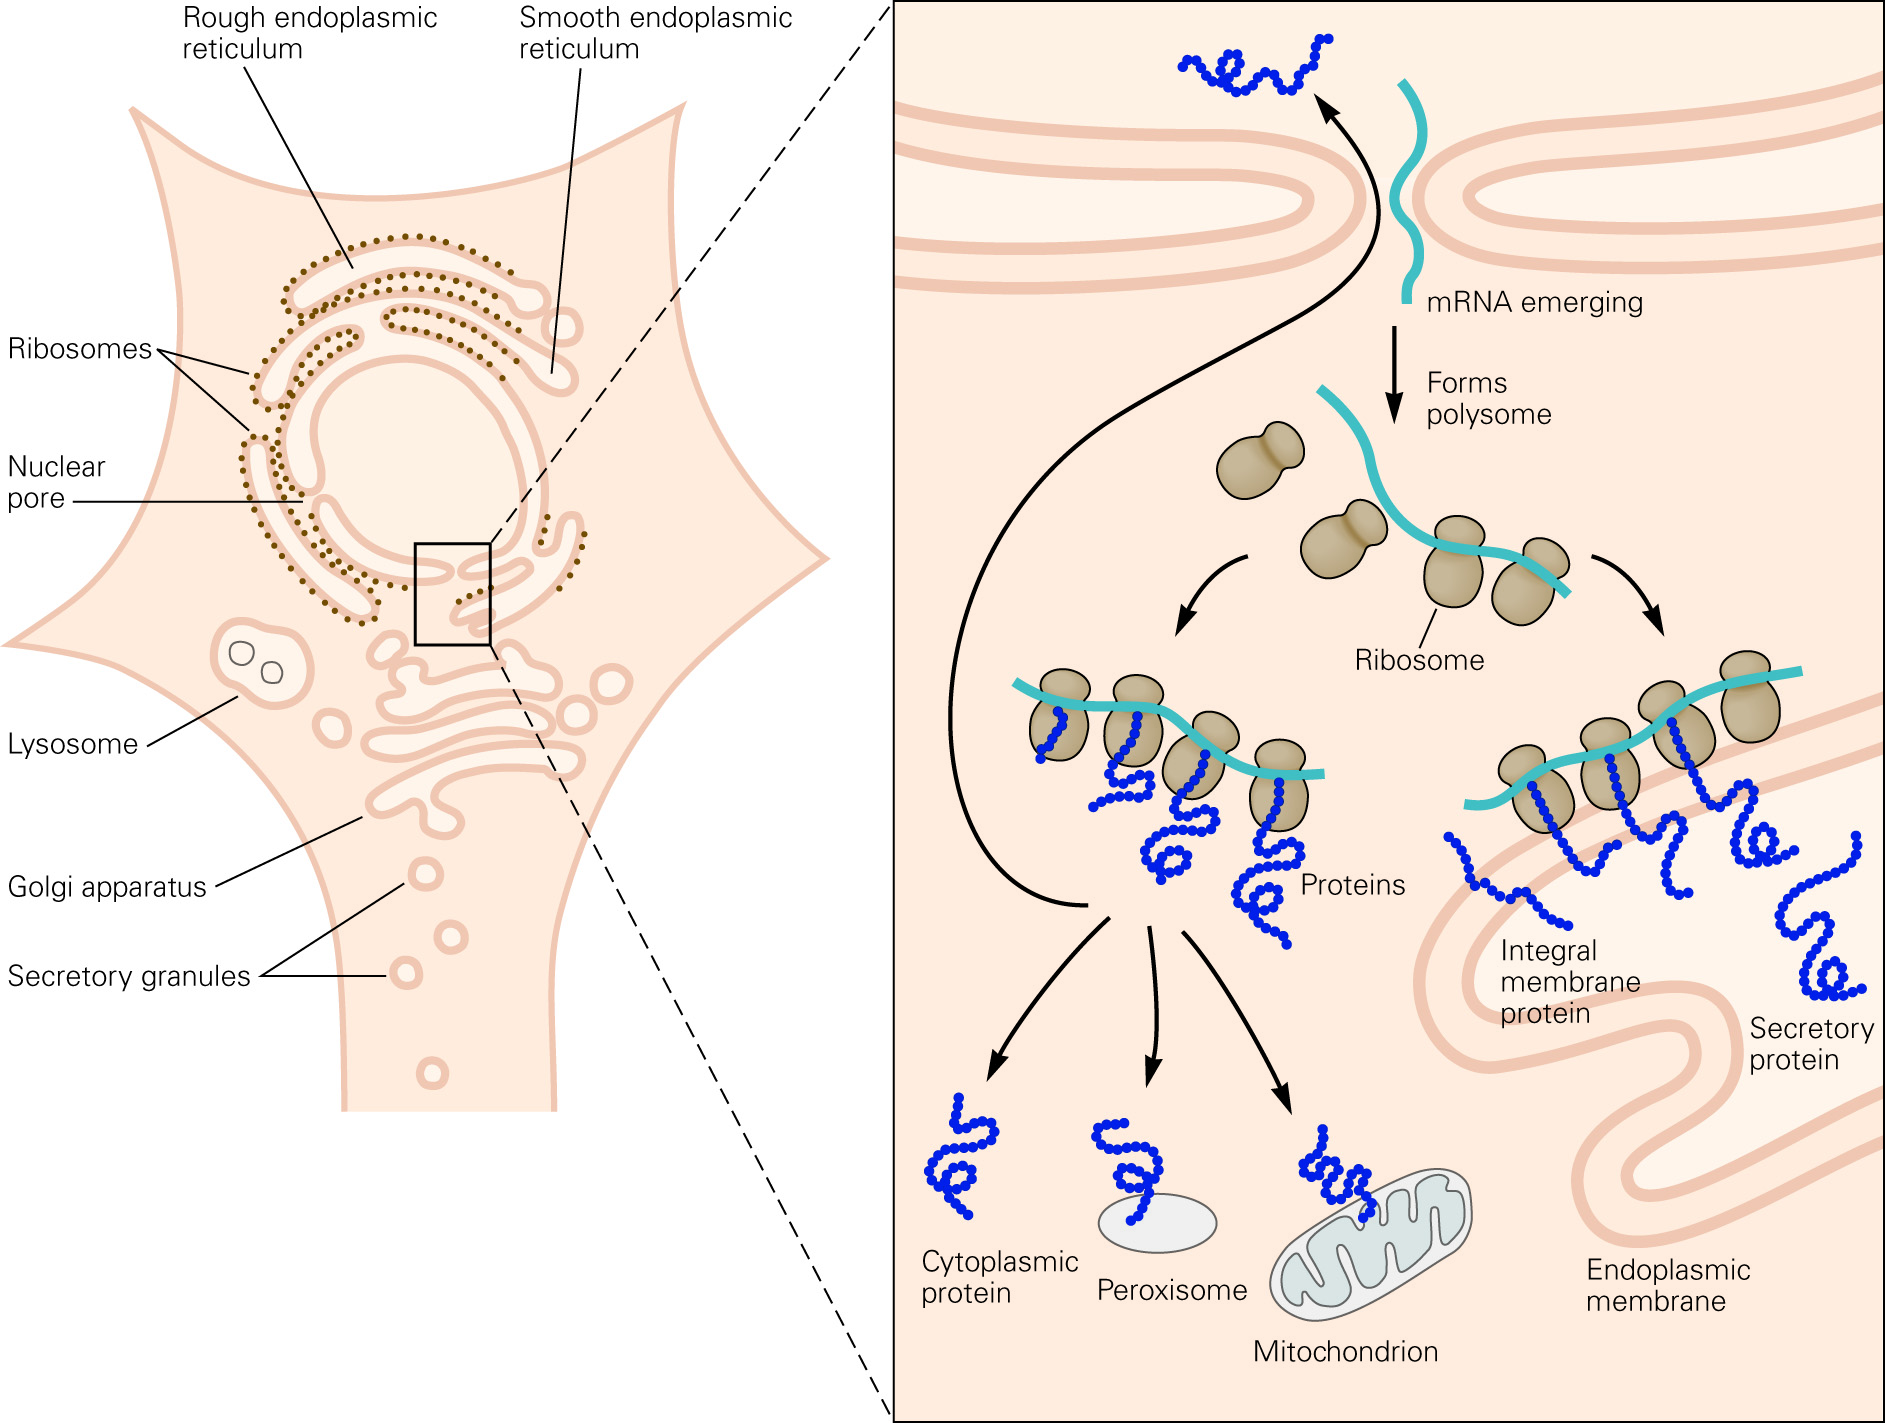 Rough endoplasmic
reticulum
Smooth endoplasmic
reticulum
Ribosomes
Nuclear
pore
Lysosome
Golgi apparatus
Secretory granules
mRNA emerging
Forms
polysome
Ribosome
Proteins
Integral
membrane
protein
Secretory
protein
Cytoplasmic
protein
Peroxisome
Mitochondrion
Endoplasmic
membrane